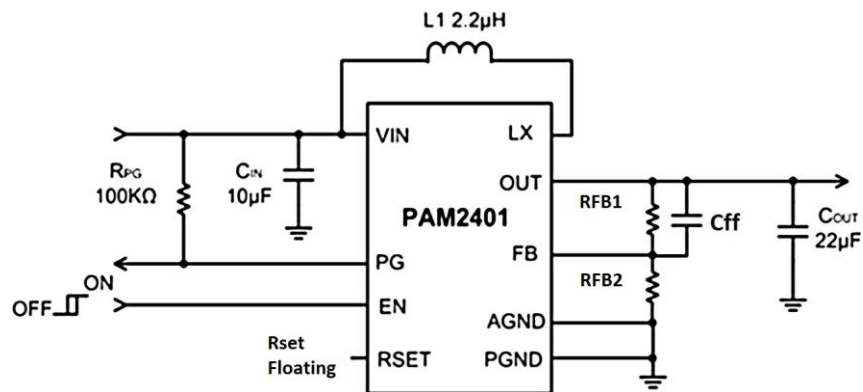 L1 2.2µH
VIN
LX
RPG
100KΩ
CIN
10µF
OUT
RFB1
Cff
COUT
22µF
PAM2401
PG
FB
RFB2
ON
OFF
EN
AGND
Rset
Floating
RSET
PGND